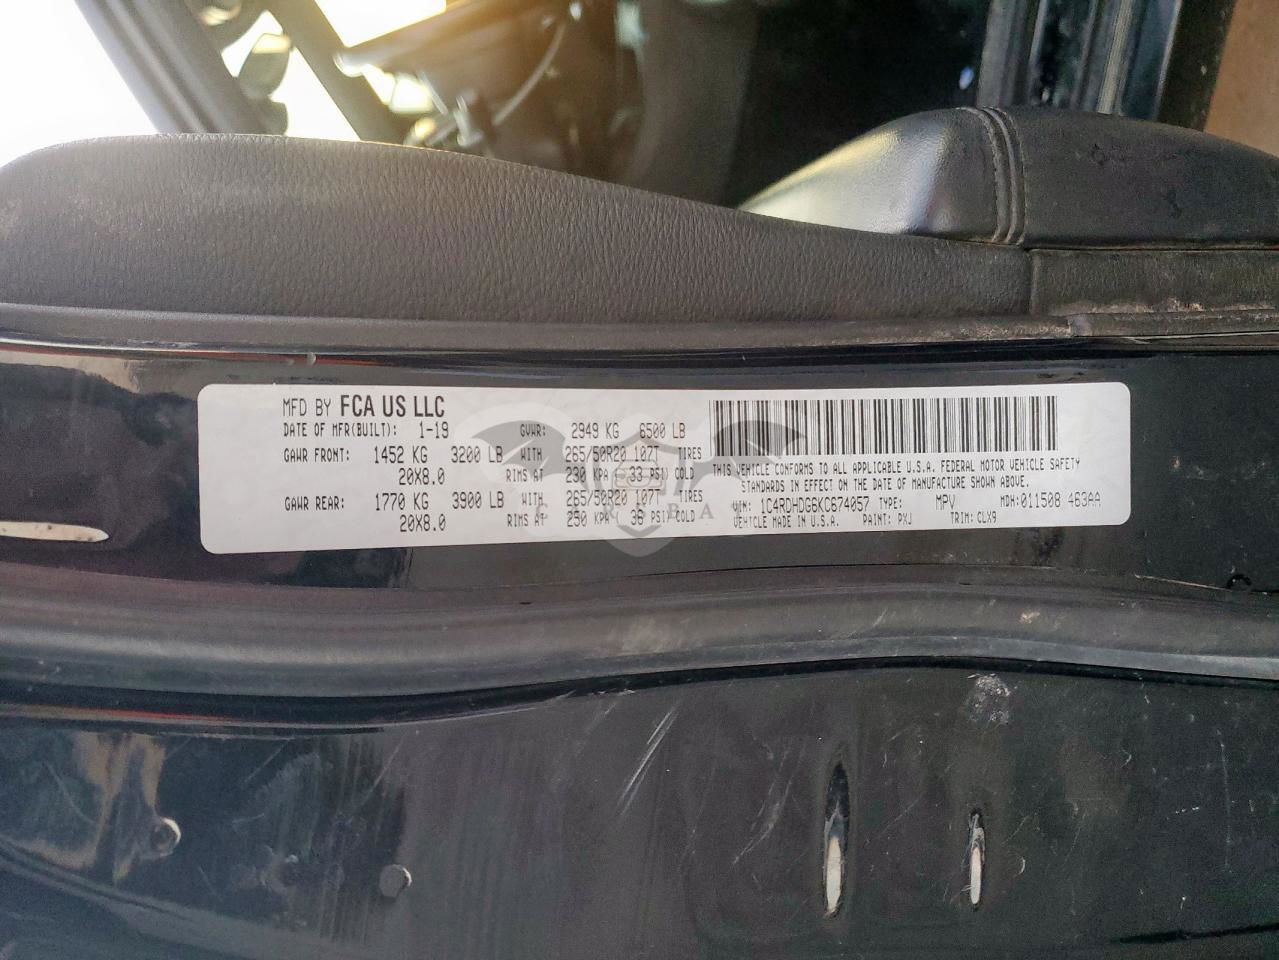 MFD BY FCA US LLC
DATE OF MFR(BUILT): 1-19 GVWR: 2949 KG 6500 LB
GAWR FRONT: 1452 KG 3200 LB WITH 265/50R20 107T TIRES
20X8.0 RIMS AT 230 KPA 33 PSI/ COLD
GAWR REAR: 1770 KG 3900 LB WITH 265/50R20 107T TIRES
20X8.0 RIMS AT 250 KPA 36 PSI/ COLD
THIS VEHICLE CONFORMS TO ALL APPLICABLE U.S.A. FEDERAL MOTOR VEHICLE SAFETY
STANDARDS IN EFFECT ON THE DATE OF MANUFACTURE SHOWN ABOVE.
VIN: 1C4RDHDG6KC674057 TYPE: MPV MDH: 011508 463AA
VEHICLE MADE IN U.S.A. PAINT: PXJ TRIM: CLX9